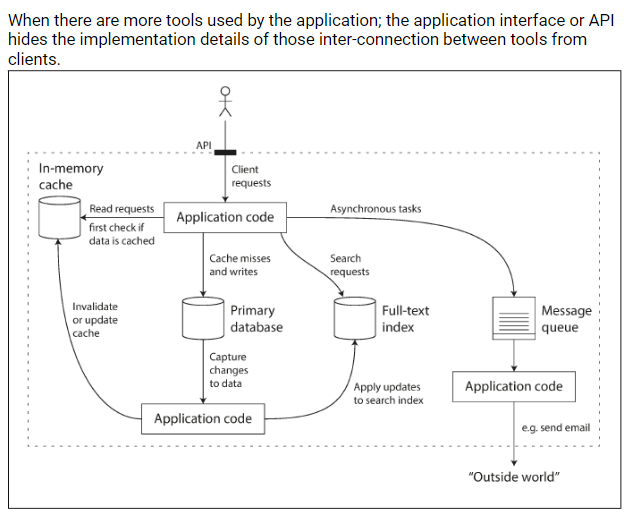 When there are more tools used by the application; the application interface or API
hides the implementation details of those inter-connection between tools from
clients.
API
In-memory
cache
Client
requests
Read requests
first check if
data is cached
Application code
Asynchronous tasks
Cache misses
and writes
Search
requests
Invalidate
or update
cache
Primary
database
Full-text
index
Message
queue
Capture
changes
to data
Apply updates
to search index
Application code
Application code
e.g. send email
"Outside world"